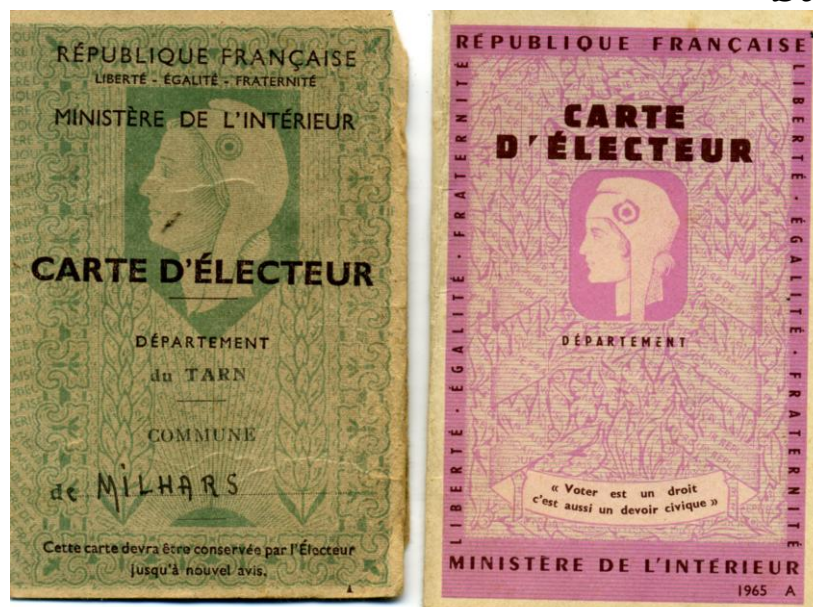 RÉPUBLIQUE FRANÇAISE
LIBERTÉ - ÉGALITÉ - FRATERNITÉ
MINISTÈRE DE L'INTÉRIEUR
CARTE D'ÉLECTEUR
DÉPARTEMENT
du TARN
COMMUNE
de MiLHARS
Cette carte devra être conservée par l'Électeur
jusqu'à nouvel avis.
RÉPUBLIQUE FRANÇAISE
LIBERTÉ · ÉGALITÉ · FRATERNITÉ
CARTE
D'ÉLECTEUR
DÉPARTEMENT
« Voter est un droit
c'est aussi un devoir civique »
LIBERTÉ · ÉGALITÉ · FRATERNITÉ
MINISTÈRE DE L'INTÉRIEUR
1965 A